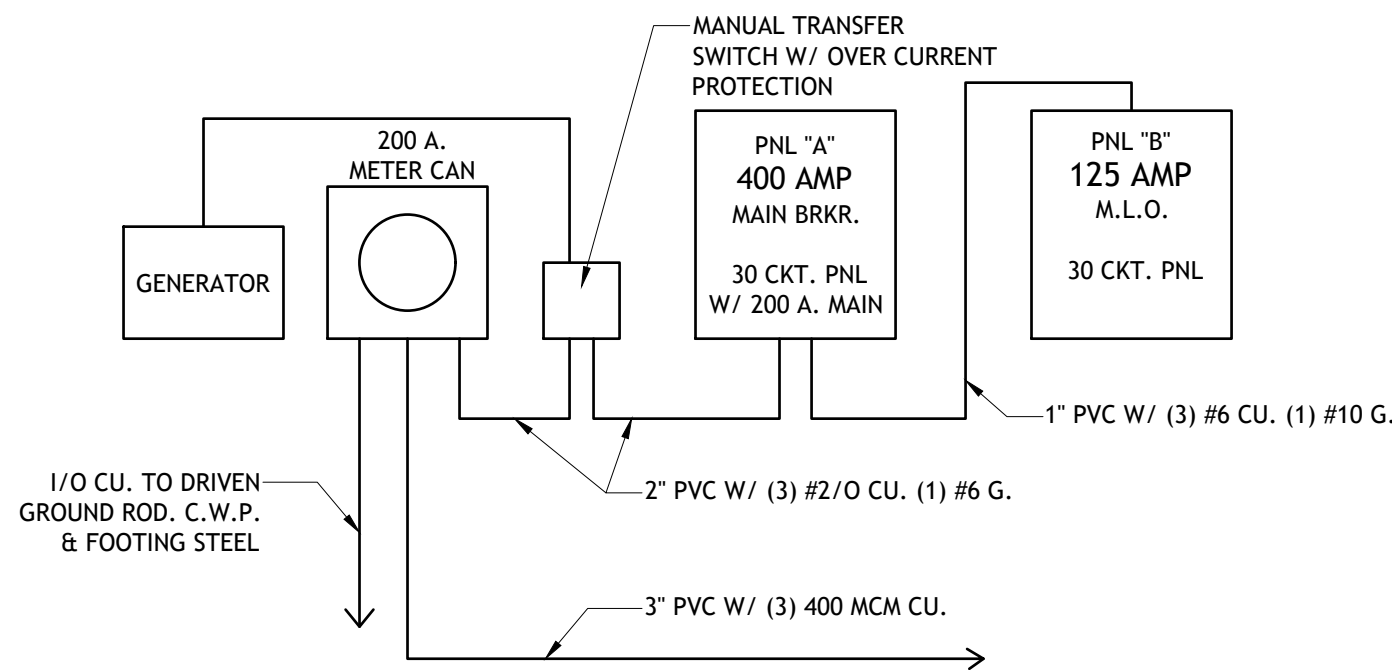 MANUAL TRANSFER
SWITCH W/ OVER CURRENT
PROTECTION
200 A.
METER CAN
GENERATOR
PNL "A"
400 AMP
MAIN BRKR.
30 CKT. PNL
W/ 200 A. MAIN
PNL "B"
125 AMP
M.L.O.
30 CKT. PNL
1" PVC W/ (3) #6 CU. (1) #10 G.
2" PVC W/ (3) #2/O CU. (1) #6 G.
I/O CU. TO DRIVEN
GROUND ROD. C.W.P.
& FOOTING STEEL
3" PVC W/ (3) 400 MCM CU.